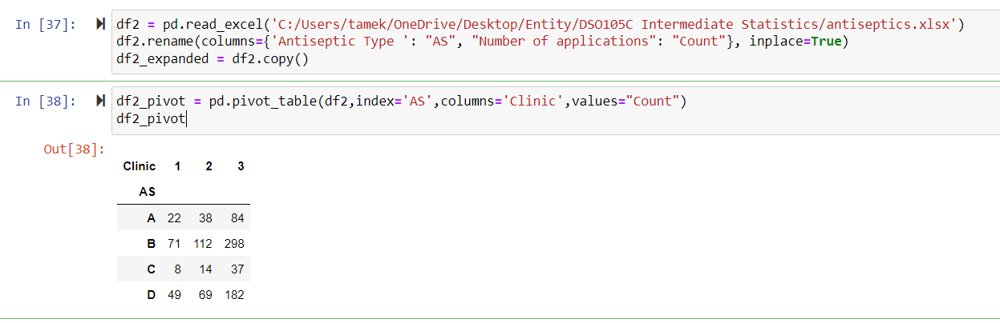 In [37]: df2 = pd.read_excel('C:/Users/tamek/OneDrive/Desktop/Entity/DSO105C Intermediate Statistics/antiseptics.xlsx')
df2.rename(columns={'Antiseptic Type ': "AS", "Number of applications": "Count"}, inplace=True)
df2_expanded = df2.copy()
In [38]: df2_pivot = pd.pivot_table(df2,index='AS',columns='Clinic',values="Count")
df2_pivot
Out[38]:
Clinic 1 2 3
AS
A 22 38 84
B 71 112 298
C 8 14 37
D 49 69 182